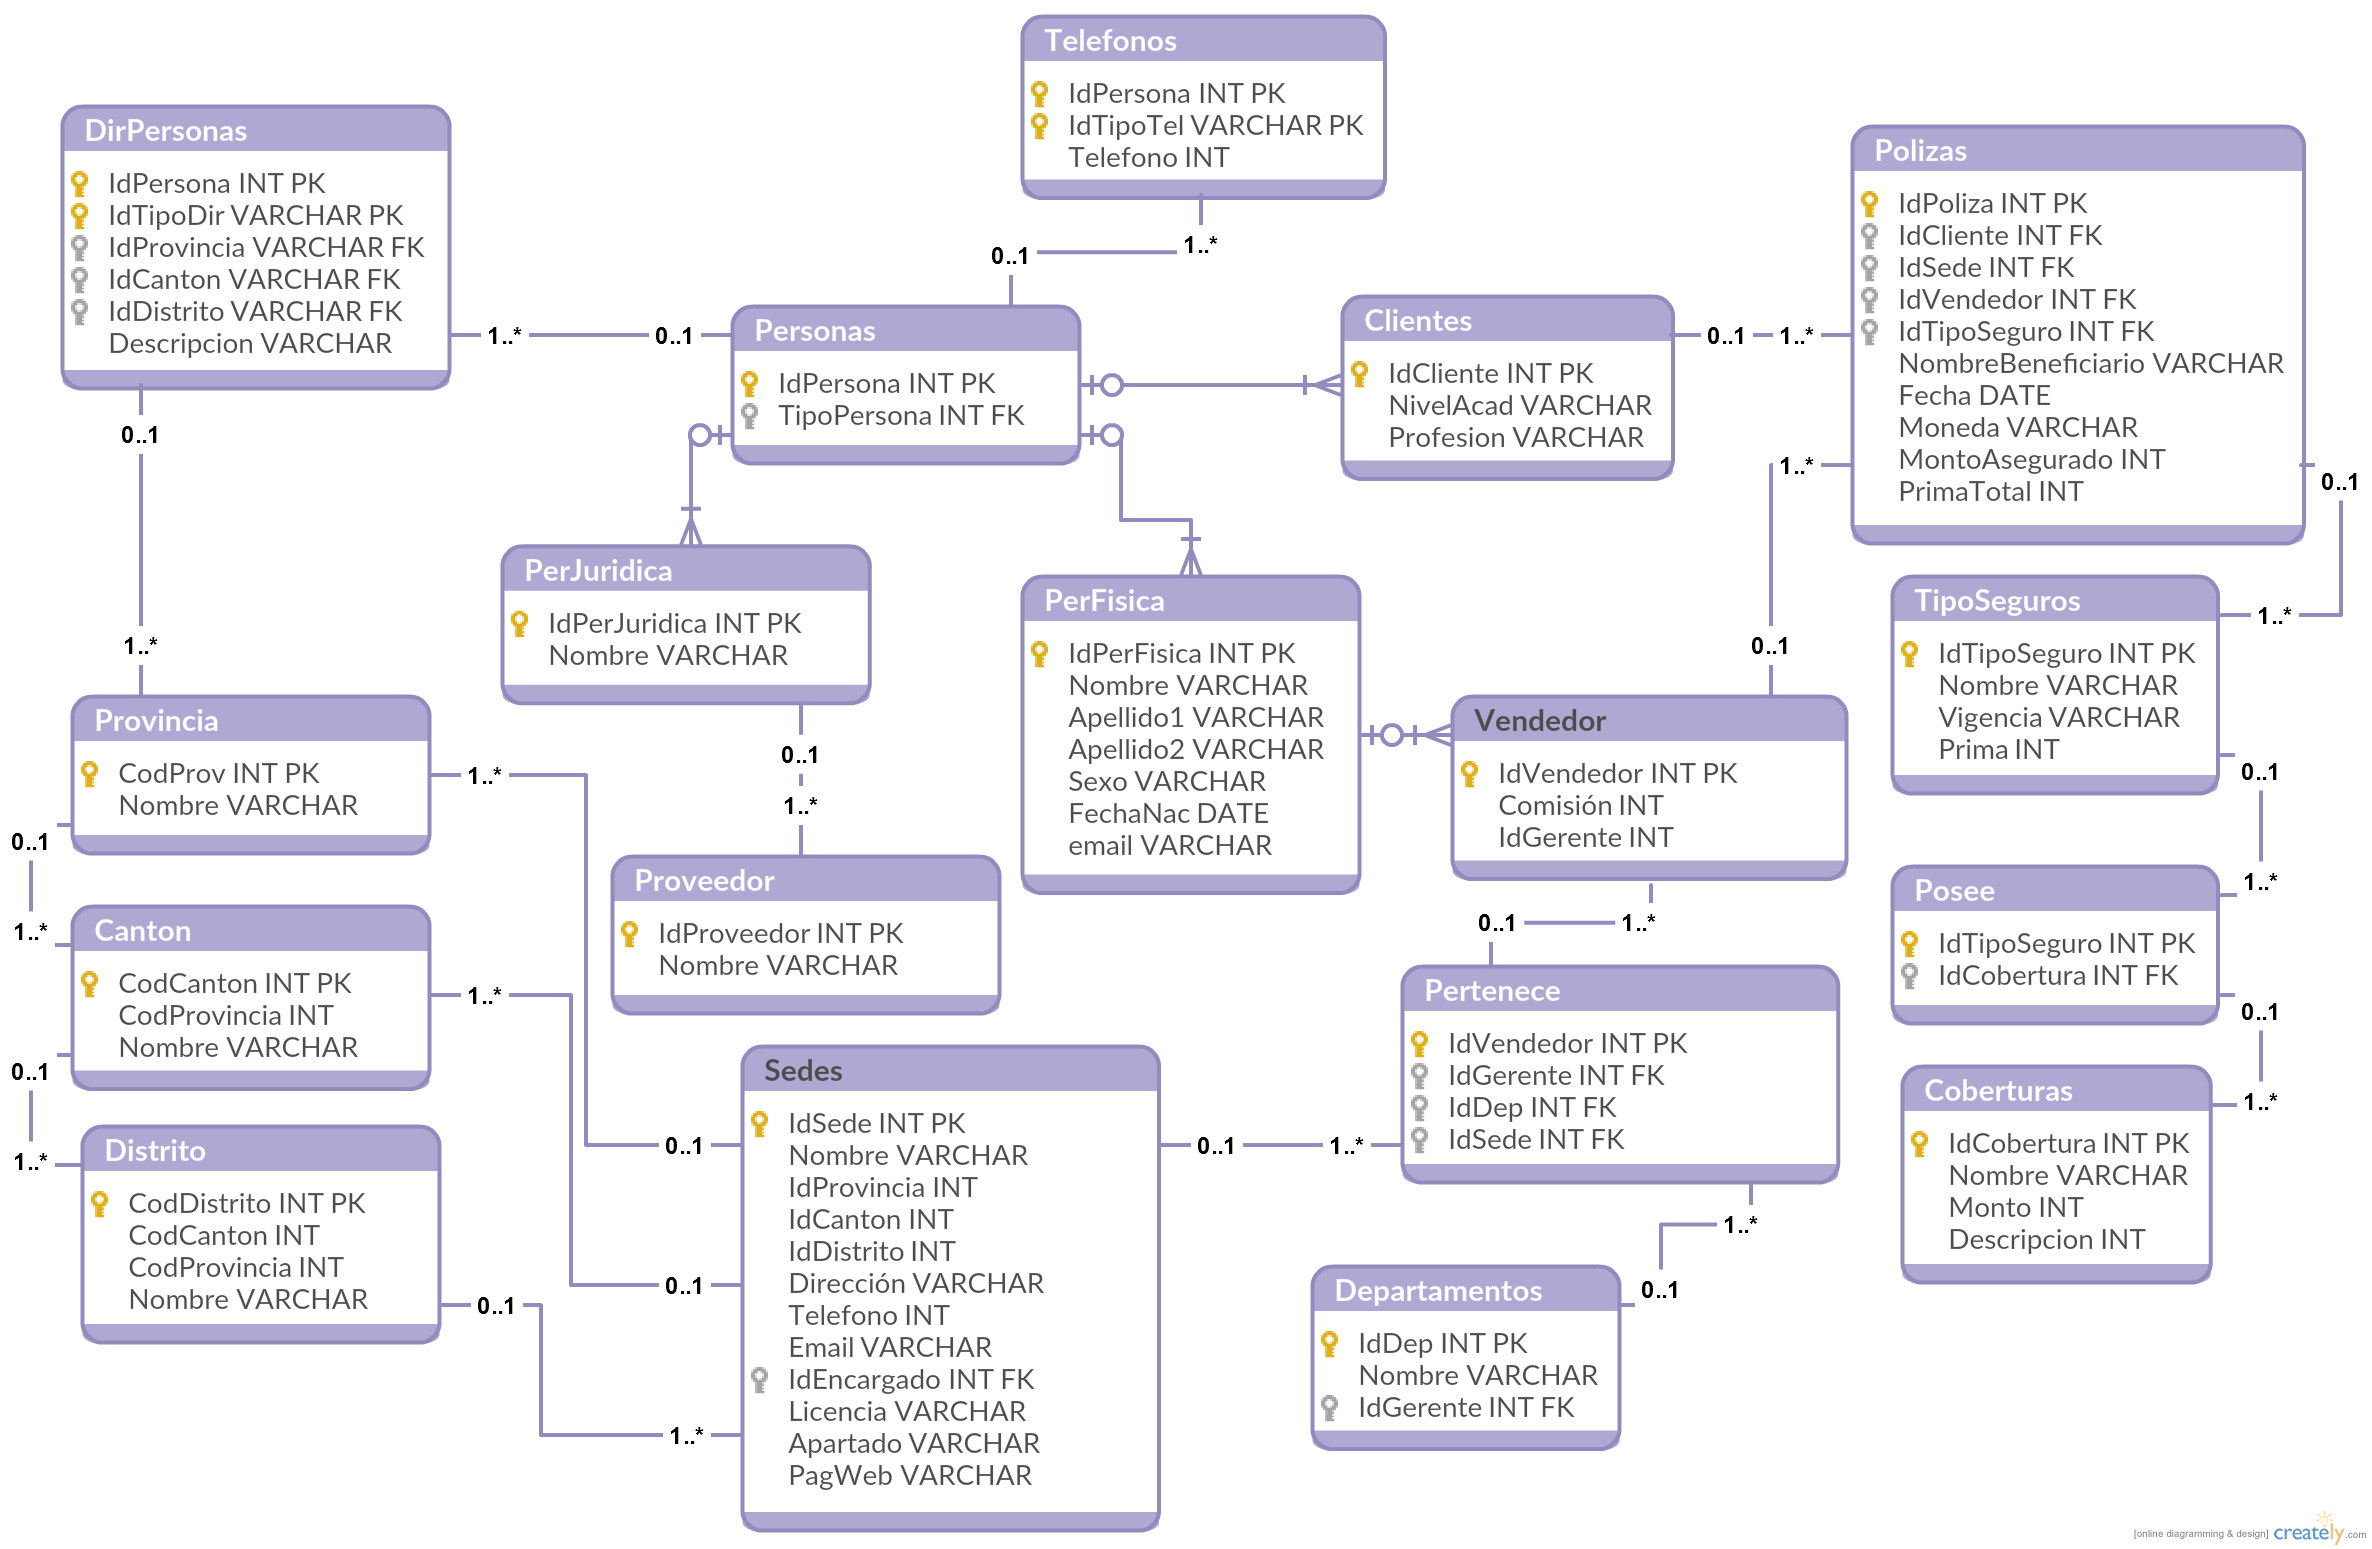 Telefonos
IdPersona INT PK
IdTipoTel VARCHAR PK
Telefono INT
1..*
0..1
DirPersonas
IdPersona INT PK
IdTipoDir VARCHAR PK
IdProvincia VARCHAR FK
IdCanton VARCHAR FK
IdDistrito VARCHAR FK
Descripcion VARCHAR
1..*
0..1
0..1
1..*
Personas
IdPersona INT PK
TipoPersona INT FK
Clientes
IdCliente INT PK
NivelAcad VARCHAR
Profesion VARCHAR
0..1
1..*
Polizas
IdPoliza INT PK
IdCliente INT FK
IdSede INT FK
IdVendedor INT FK
IdTipoSeguro INT FK
NombreBeneficiario VARCHAR
Fecha DATE
Moneda VARCHAR
MontoAsegurado INT
PrimaTotal INT
1..*
0..1
0..1
1..*
PerJuridica
IdPerJuridica INT PK
Nombre VARCHAR
0..1
1..*
PerFisica
IdPerFisica INT PK
Nombre VARCHAR
Apellido1 VARCHAR
Apellido2 VARCHAR
Sexo VARCHAR
FechaNac DATE
email VARCHAR
TipoSeguros
IdTipoSeguro INT PK
Nombre VARCHAR
Vigencia VARCHAR
Prima INT
0..1
1..*
Provincia
CodProv INT PK
Nombre VARCHAR
1..*
0..1
1..*
Vendedor
IdVendedor INT PK
Comisión INT
IdGerente INT
0..1
1..*
Proveedor
IdProveedor INT PK
Nombre VARCHAR
Posee
IdTipoSeguro INT PK
IdCobertura INT FK
0..1
1..*
Canton
CodCanton INT PK
CodProvincia INT
Nombre VARCHAR
1..*
0..1
1..*
Pertenece
IdVendedor INT PK
IdGerente INT FK
IdDep INT FK
IdSede INT FK
0..1
1..*
1..*
0..1
Sedes
IdSede INT PK
Nombre VARCHAR
IdProvincia INT
IdCanton INT
IdDistrito INT
Dirección VARCHAR
Telefono INT
Email VARCHAR
IdEncargado INT FK
Licencia VARCHAR
Apartado VARCHAR
PagWeb VARCHAR
0..1
0..1
1..*
Coberturas
IdCobertura INT PK
Nombre VARCHAR
Monto INT
Descripcion INT
Distrito
CodDistrito INT PK
CodCanton INT
CodProvincia INT
Nombre VARCHAR
0..1
Departamentos
IdDep INT PK
Nombre VARCHAR
IdGerente INT FK
[online diagramming & design] creately.com